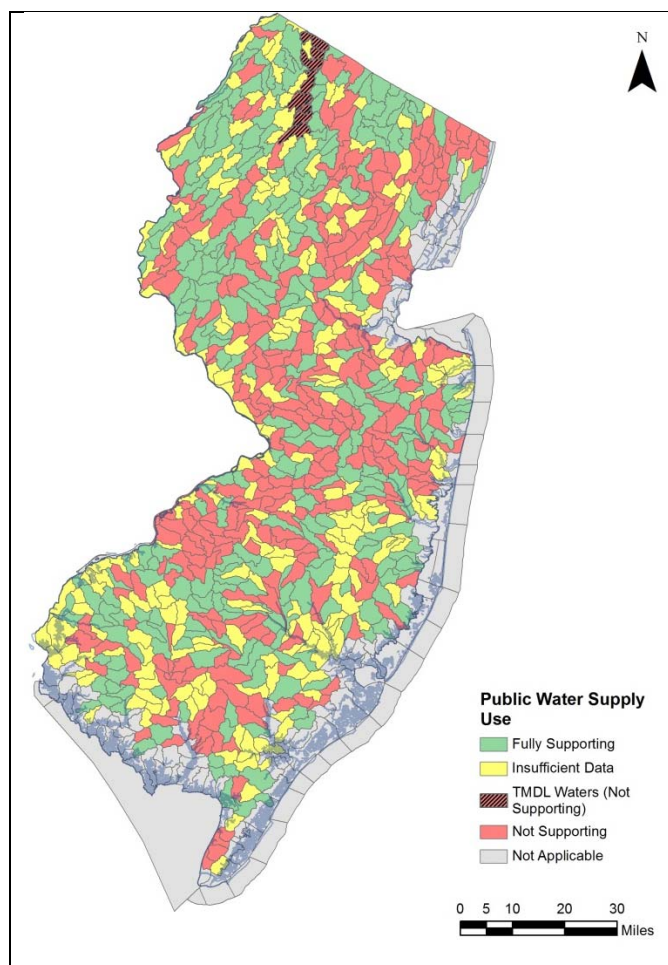 N
Public Water Supply
Use
Fully Supporting
Insufficient Data
TMDL Waters (Not
Supporting)
Not Supporting
Not Applicable
0 5 10 20 30
Miles